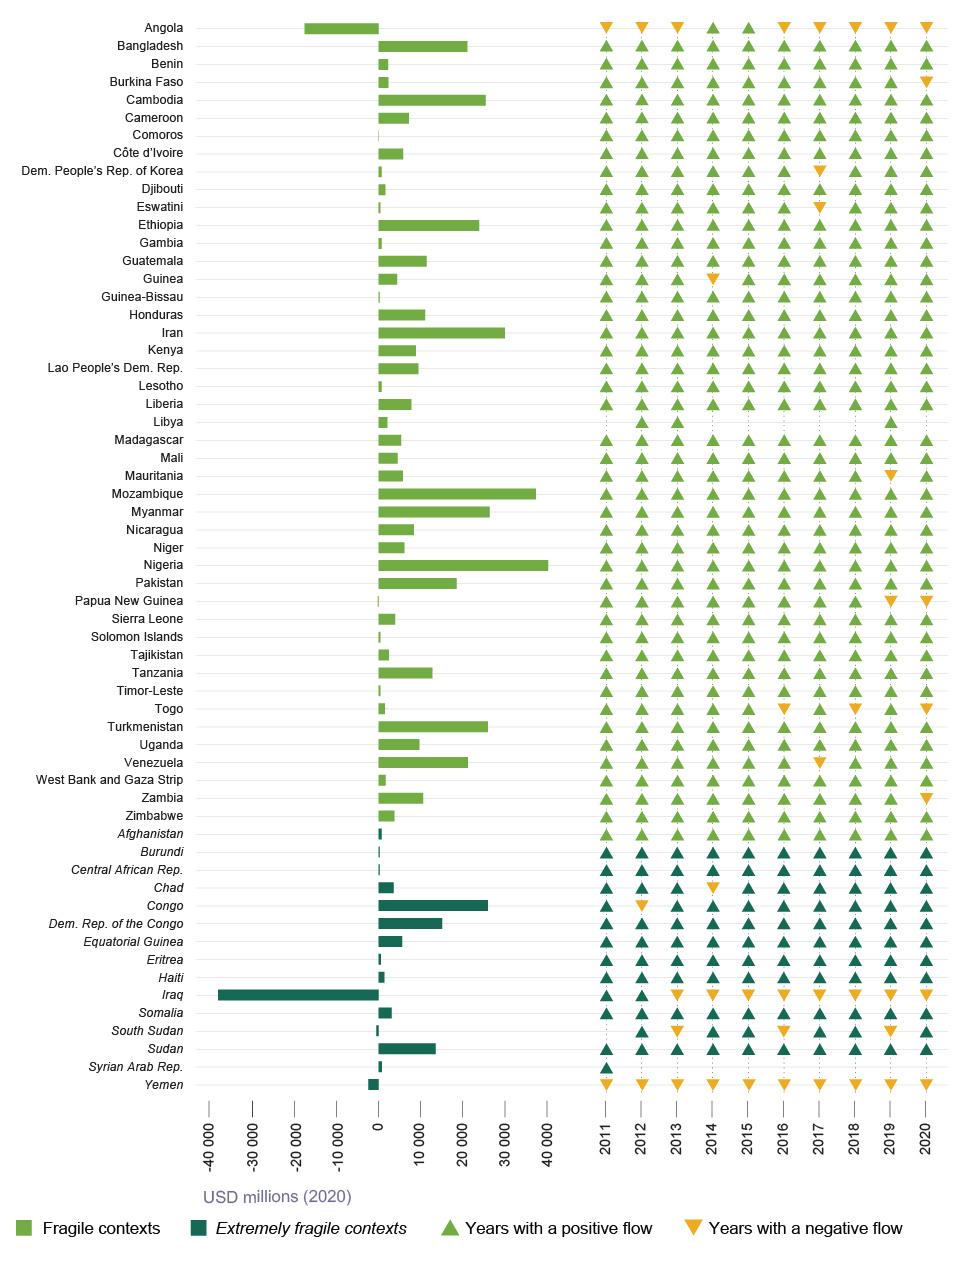 Angola
Bangladesh
Benin
Burkina Faso
Cambodia
Cameroon
Comoros
Côte d'Ivoire
Dem. People's Rep. of Korea
Djibouti
Eswatini
Ethiopia
Gambia
Guatemala
Guinea
Guinea-Bissau
Honduras
Iran
Kenya
Lao People's Dem. Rep.
Lesotho
Liberia
Libya
Madagascar
Mali
Mauritania
Mozambique
Myanmar
Nicaragua
Niger
Nigeria
Pakistan
Papua New Guinea
Sierra Leone
Solomon Islands
Tajikistan
Tanzania
Timor-Leste
Togo
Turkmenistan
Uganda
Venezuela
West Bank and Gaza Strip
Zambia
Zimbabwe
Afghanistan
Burundi
Central African Rep.
Chad
Congo
Dem. Rep. of the Congo
Equatorial Guinea
Eritrea
Haiti
Iraq
Somalia
South Sudan
Sudan
Syrian Arab Rep.
Yemen
-40 000 -30 000 -20 000 -10 000 0 10 000 20 000 30 000 40 000 2011 2012 2013 2014 2015 2016 2017 2018 2019 2020
USD millions (2020)
Fragile contexts Extremely fragile contexts Years with a positive flow Years with a negative flow